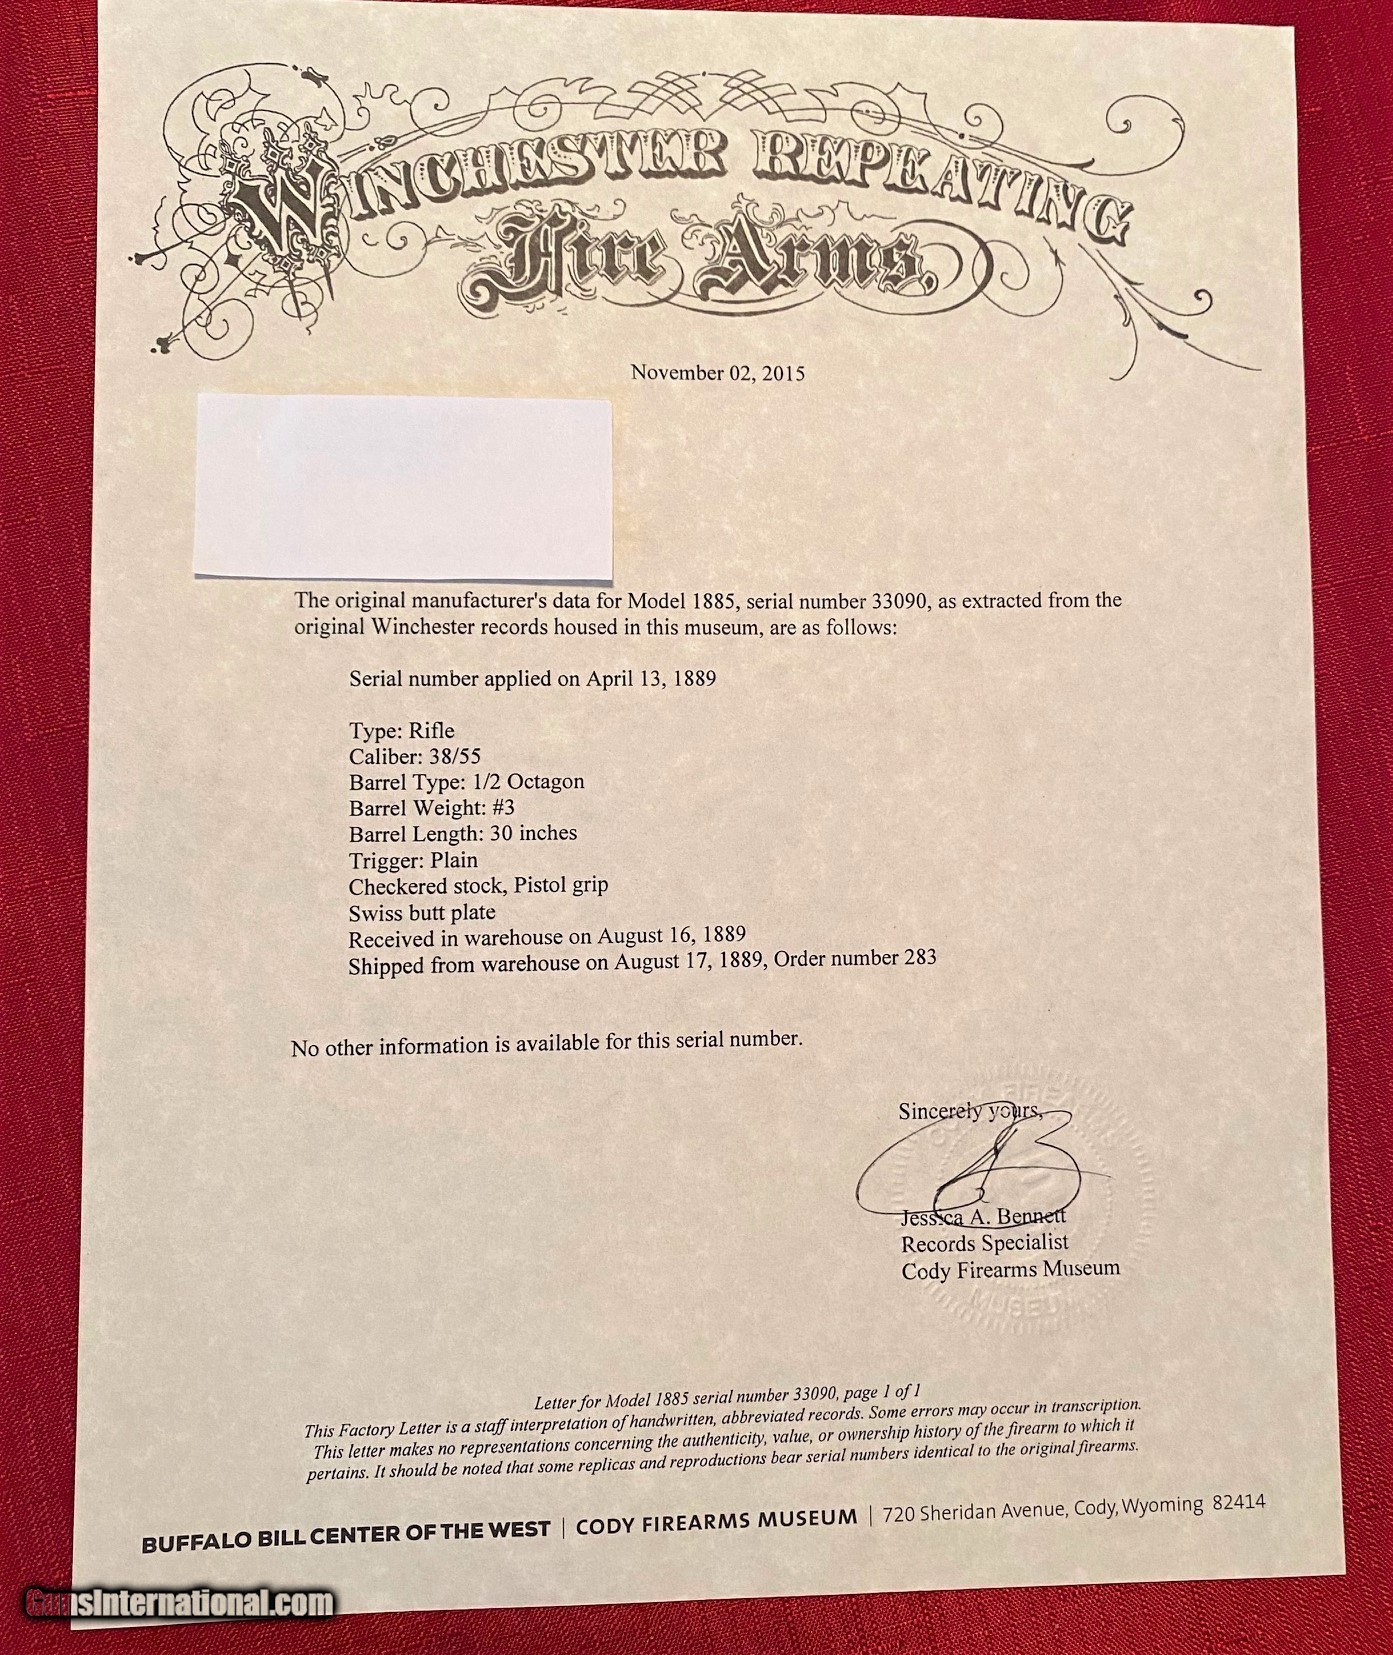 WINCHESTER REPEATING
Fire Arms,
November 02, 2015
The original manufacturer's data for Model 1885, serial number 33090, as extracted from the
original Winchester records housed in this museum, are as follows:
Serial number applied on April 13, 1889
Type: Rifle
Caliber: 38/55
Barrel Type: 1/2 Octagon
Barrel Weight: #3
Barrel Length: 30 inches
Trigger: Plain
Checkered stock, Pistol grip
Swiss butt plate
Received in warehouse on August 16, 1889
Shipped from warehouse on August 17, 1889, Order number 283
No other information is available for this serial number.
Sincerely yours,
Jessica A. Bennett
Records Specialist
Cody Firearms Museum
MUSEUM
Letter for Model 1885 serial number 33090, page 1 of 1
This Factory Letter is a staff interpretation of handwritten, abbreviated records. Some errors may occur in transcription.
This letter makes no representations concerning the authenticity, value, or ownership history of the firearm to which it
pertains. It should be noted that some replicas and reproductions bear serial numbers identical to the original firearms.
BUFFALO BILL CENTER OF THE WEST | CODY FIREARMS MUSEUM | 720 Sheridan Avenue, Cody, Wyoming 82414
GunsInternational.com